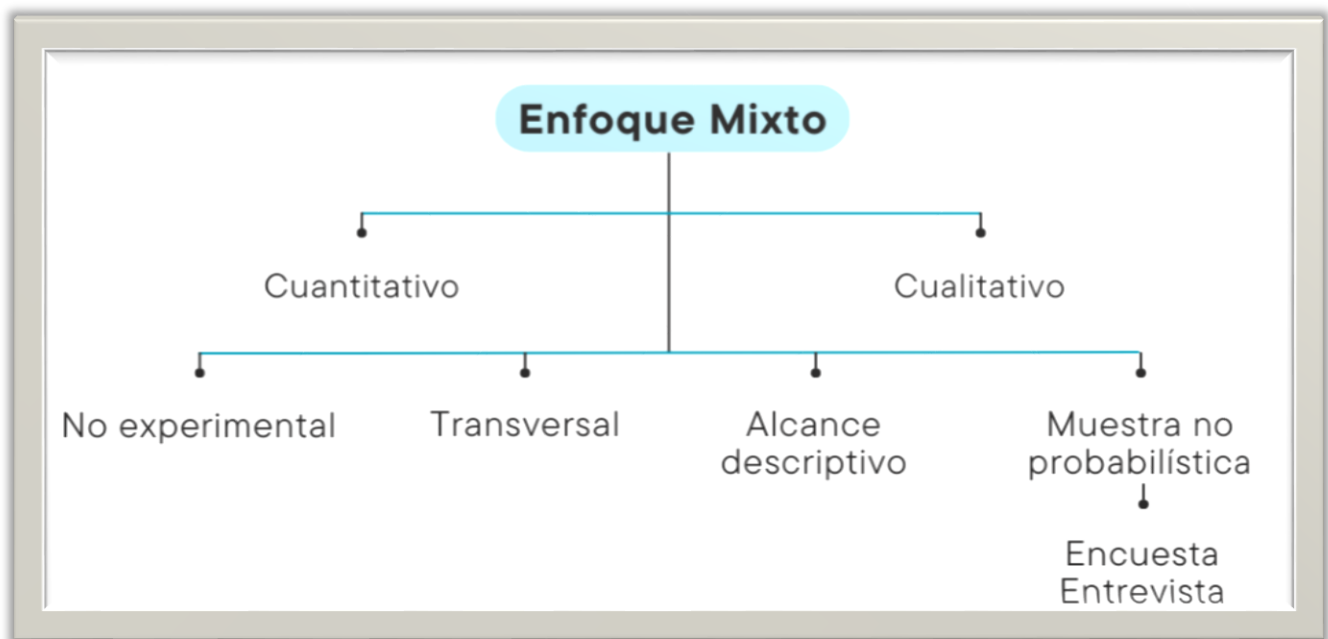 Enfoque Mixto
Cuantitativo
Cualitativo
No experimental
Transversal
Alcance
descriptivo
Muestra no
probabilística
Encuesta
Entrevista